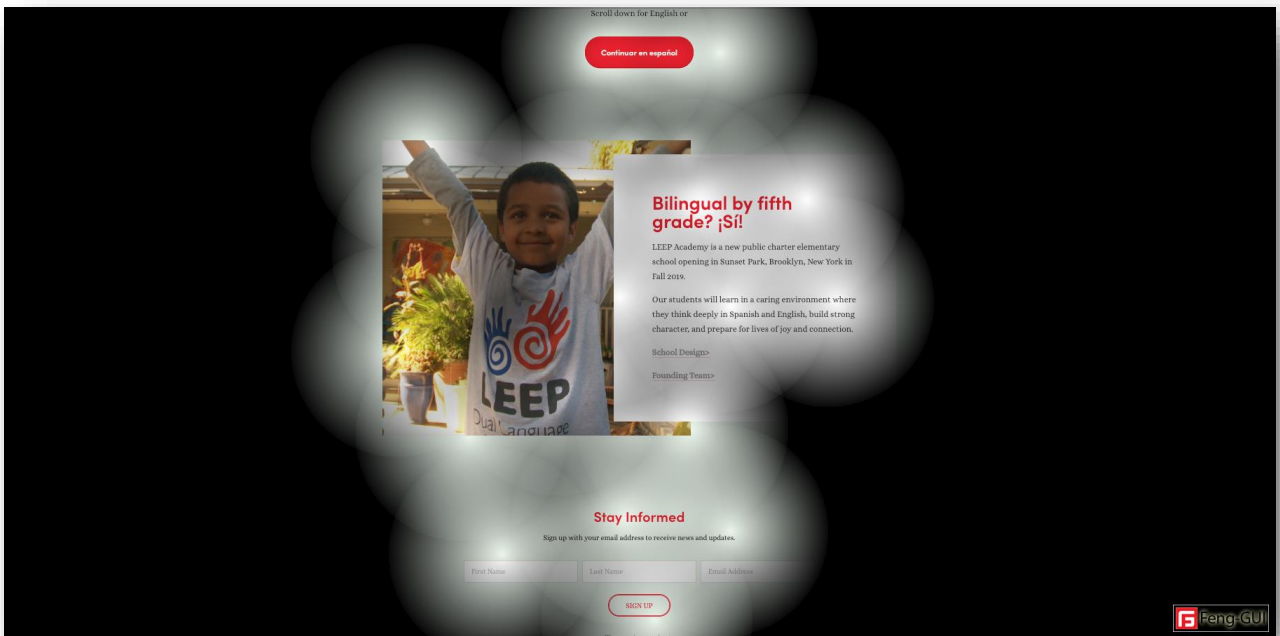 Scroll down for English or
Continuar en español
Bilingual by fifth
grade? ¡Sí!
LEEP Academy is a new public charter elementary
school opening in Sunset Park, Brooklyn, New York in
Fall 2019.
Our students will learn in a caring environment where
they think deeply in Spanish and English, build strong
character, and prepare for lives of joy and connection.
School Design>
Founding Team>
LEEP
Dual Language
Stay Informed
Sign up with your email address to receive news and updates.
First Name
Last Name
Email Address
SIGN UP
Feng-GUI